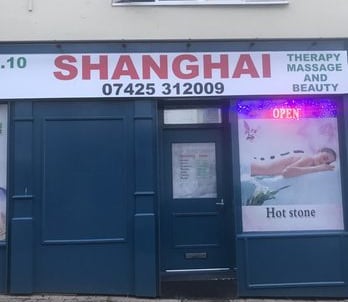 .10
SHANGHAI
07425 312009
THERAPY
MASSAGE
AND
BEAUTY
OPEN
Hot stone